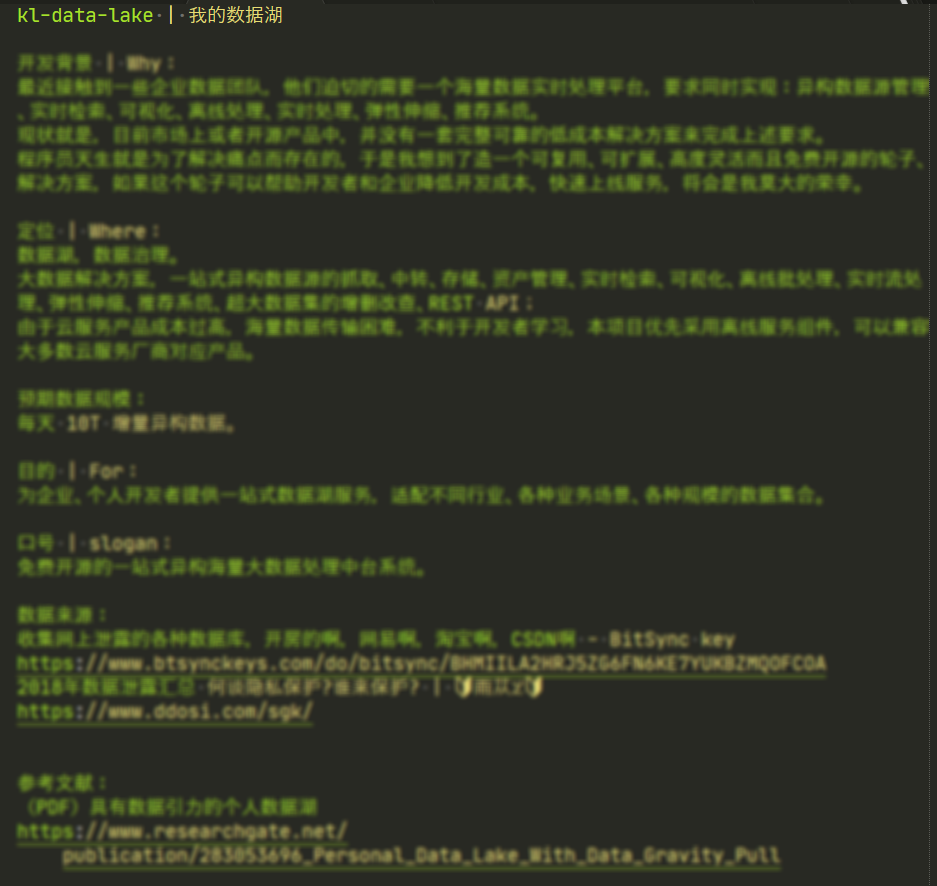 kl-data-lake | 我的数据湖
开发背景 | Why：
最近接触到一些企业数据团队，他们迫切的需要一个海量数据实时处理平台，要求同时实现：异构数据源管理
、实时检索、可视化、离线处理、实时处理、弹性伸缩、推荐系统。
现状就是，目前市场上或者开源产品中，并没有一套完整可靠的低成本解决方案来完成上述要求。
程序员天生就是为了解决痛点而存在的，于是我想到了造一个可复用、可扩展、高度灵活而且免费开源的轮子、
解决方案，如果这个轮子可以帮助开发者和企业降低开发成本，快速上线服务，将会是我莫大的荣幸。
定位 | Where：
数据湖，数据治理。
大数据解决方案，一站式异构数据源的抓取、中转、存储、资产管理、实时检索、可视化、离线批处理、实时流处
理、弹性伸缩、推荐系统、超大数据集的增删改查、REST API；
由于云服务产品成本过高，海量数据传输困难，不利于开发者学习，本项目优先采用离线服务组件，可以兼容
大多数云服务厂商对应产品。
预期数据规模：
每天 10T 增量异构数据。
目的 | For：
为企业、个人开发者提供一站式数据湖服务，适配不同行业、各种业务场景、各种规模的数据集合。
口号 | slogan：
免费开源的一站式异构海量大数据处理中台系统。
数据来源：
收集网上泄露的各种数据库，开房的啊，网易啊，淘宝啊，CSDN啊 - BitSync key
https://www.btsynckeys.com/do/bitsync/
2018年数据泄露汇总 何谈隐私保护?谁来保护? |
https://www.ddosi.com/sgk/
参考文献：
（PDF）具有数据引力的个人数据湖
https://www.researchgate.net/
publication/283053696_Personal_Data_Lake_With_Data_Gravity_Pull